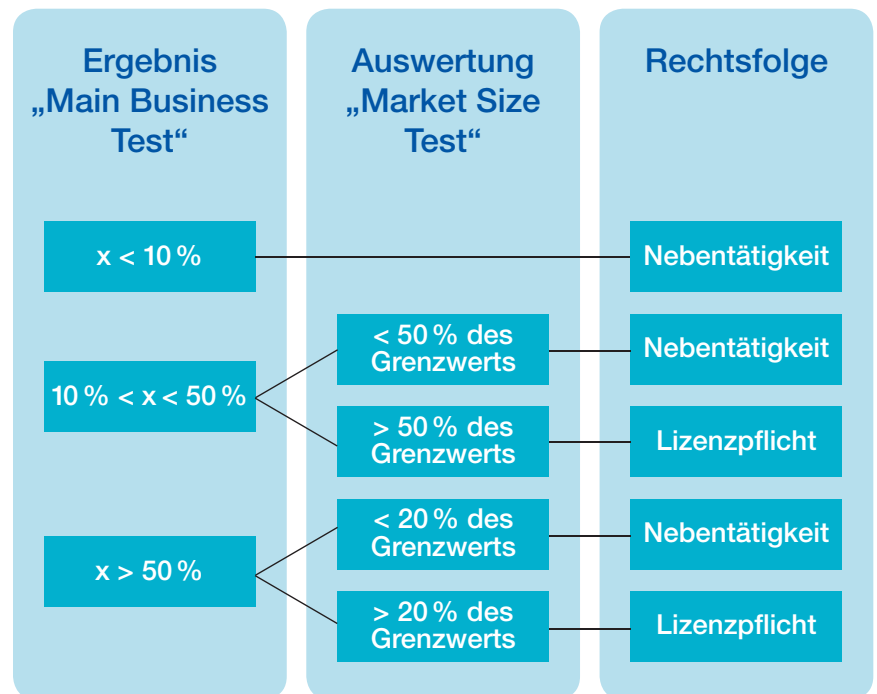 Ergebnis
„Main Business
Test“
Auswertung
„Market Size
Test“
Rechtsfolge
x < 10 %
Nebentätigkeit
10 % < x < 50 %
< 50 % des
Grenzwerts
Nebentätigkeit
> 50 % des
Grenzwerts
Lizenzpflicht
x > 50 %
< 20 % des
Grenzwerts
Nebentätigkeit
> 20 % des
Grenzwerts
Lizenzpflicht